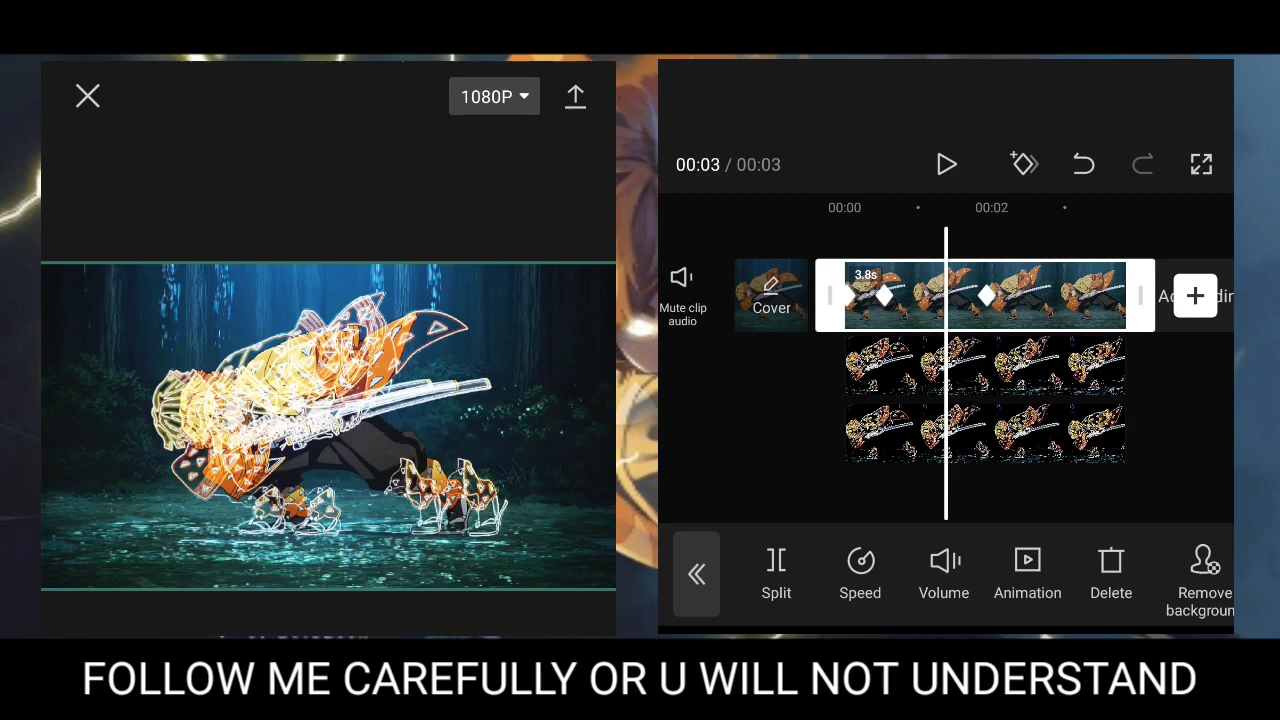 1080P
00:03 / 00:03
00:00
00:02
3.8s
Mute clip
audio
Cover
Split
Speed
Volume
Animation
Delete
Remove
backgroun
FOLLOW ME CAREFULLY OR U WILL NOT UNDERSTAND